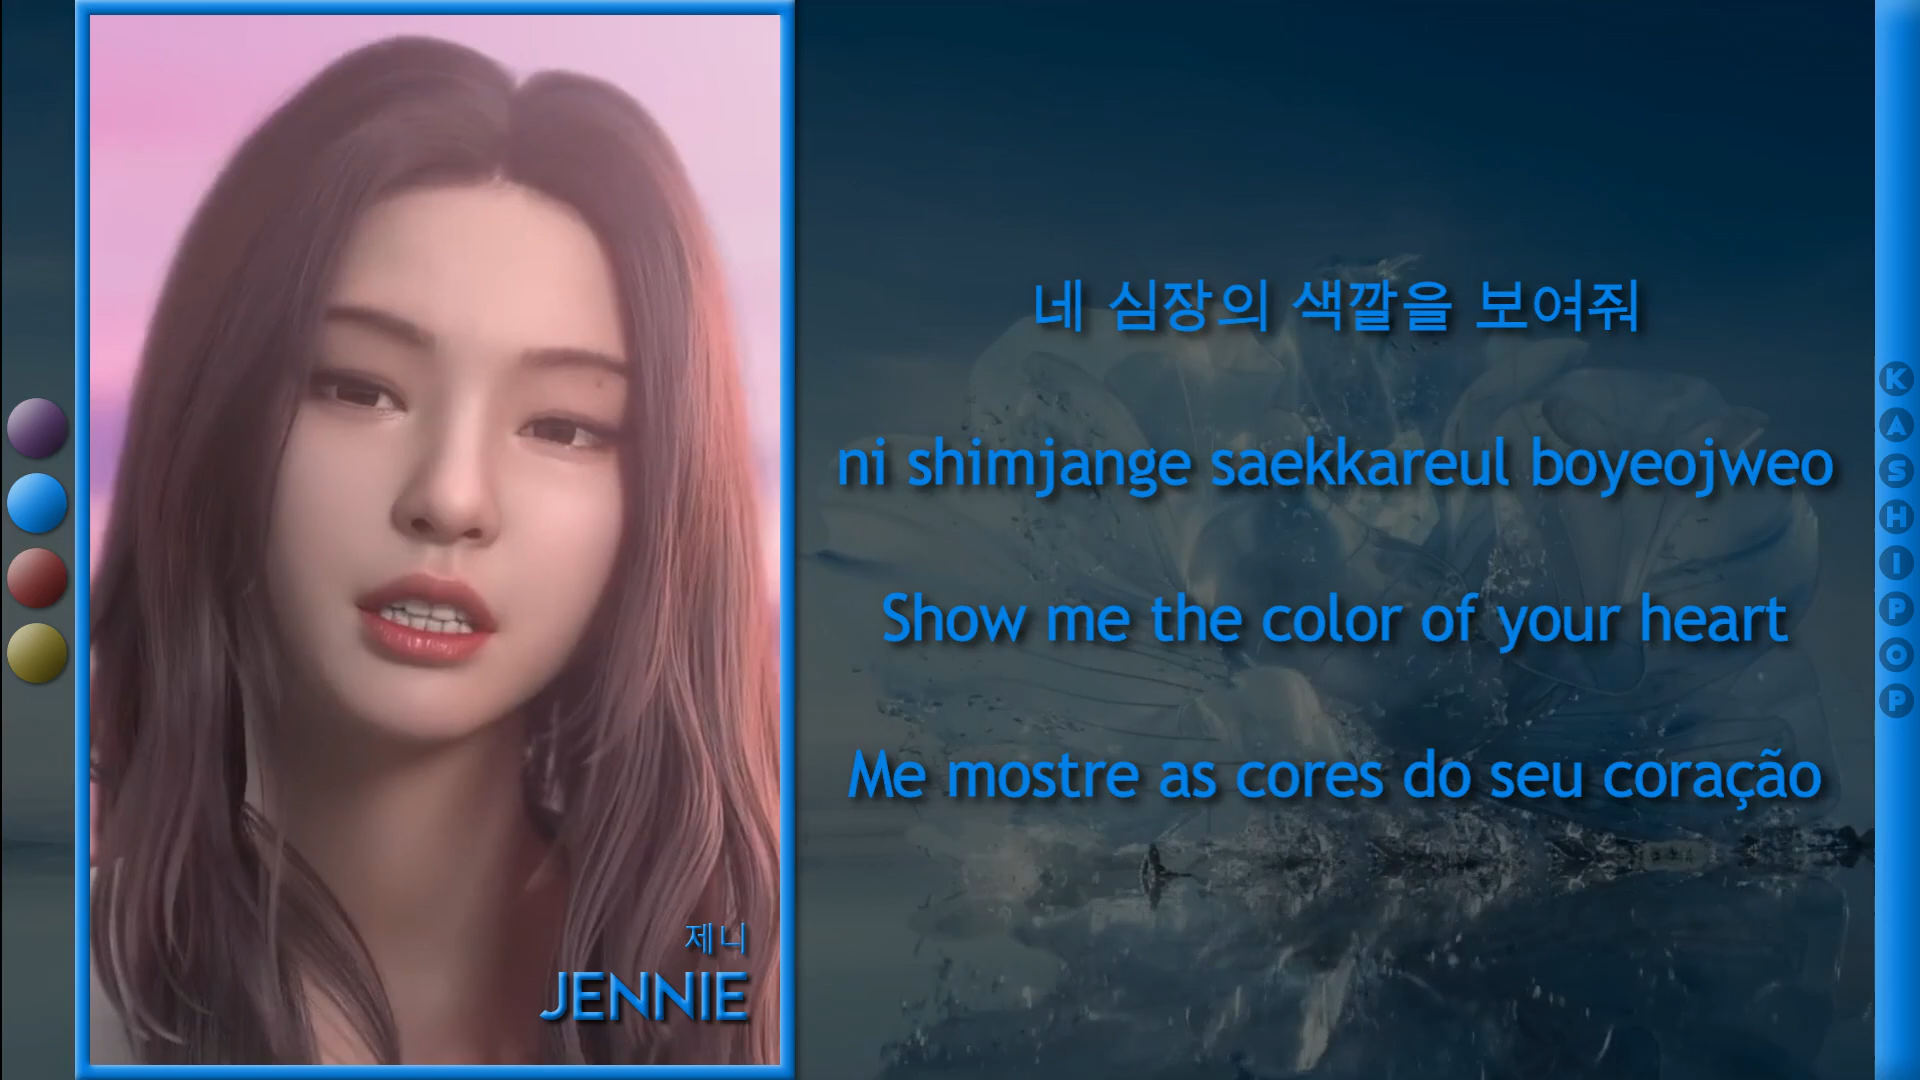 네 심장의 색깔을 보여줘
ni shimjange saekkareul boyeojweo
Show me the color of your heart
Me mostre as cores do seu coração
제니
JENNIE
KASHIPOP